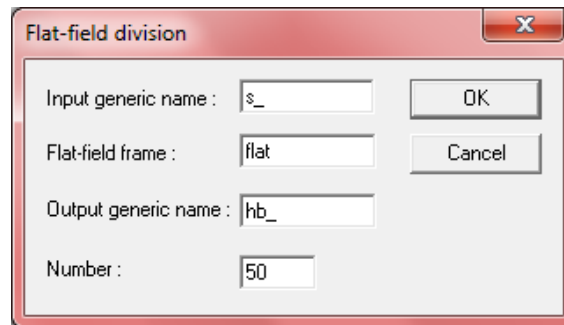 Flat-field division
Input generic name : s_ OK
Flat-field frame : flat Cancel
Output generic name : hb_
Number : 50